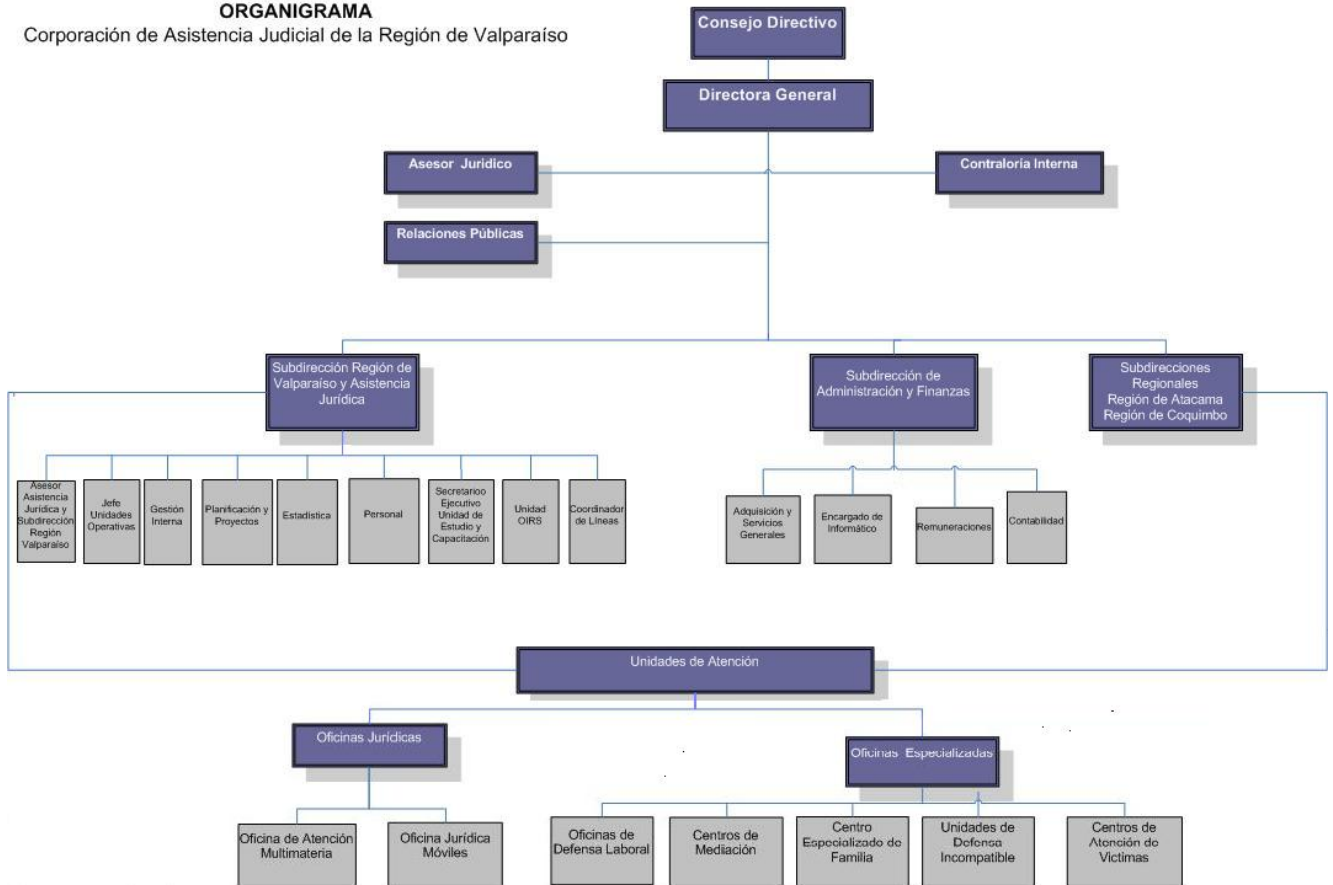 ORGANIGRAMA
Corporación de Asistencia Judicial de la Región de Valparaíso
Consejo Directivo
Directora General
Asesor Juridico
Contraloría Interna
Relaciones Públicas
Subdirección Región de
Valparaíso y Asistencia
Jurídica
Subdirección de
Administración y Finanzas
Subdirecciones
Regionales
Región de Atacama
Región de Coquimbo
Asesor
Asistencia
Jurídica y
Subdirección
Región
Valparaíso
Jefe
Unidades
Operativas
Gestión
Interna
Planificación y
Proyectos
Estadística
Personal
Secretarioo
Ejecutivo
Unidad de
Estudio y
Capacitación
Unidad
OIRS
Coordinador
de Líneas
Adquisición y
Servicios
Generales
Encargado de
Informático
Remuneraciones
Contabilidad
Unidades de Atención
Oficinas Jurídicas
Oficinas Especializadas
Oficina de Atención
Multimateria
Oficina Jurídica
Móviles
Oficinas de
Defensa Laboral
Centros de
Mediación
Centro
Especializado de
Familia
Unidades de
Defensa
Incompatible
Centros de
Atención de
Victimas